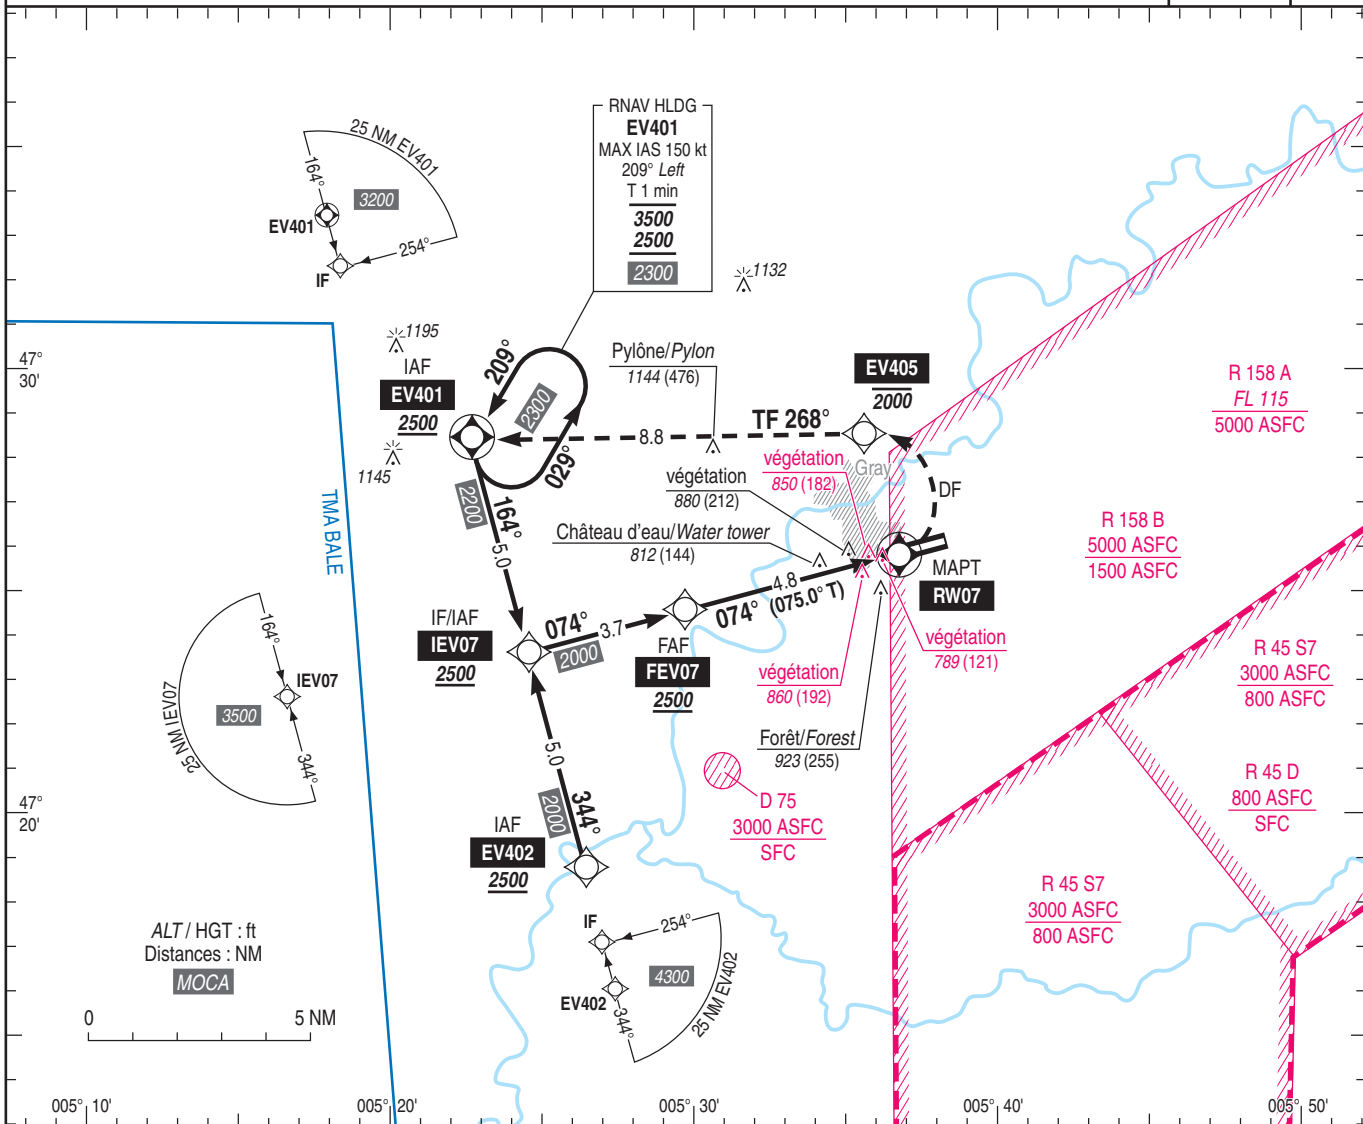 RNAV HLDG
EV401
MAX IAS 150 kt
209° Left
T 1 min
3500
2500
2300
25 NM EV401
164°
3200
EV401
254°
IF
1132
1195
47°
30'
IAF
EV401
2500
209°
2300
029°
1145
Pylône/Pylon
1144 (476)
EV405
2000
TF 268°
8.8
végétation
850 (182)
Gray
végétation
880 (212)
DF
R 158 A
FL 115
5000 ASFC
TMA BALE
2200
164°
5.0
Château d'eau/Water tower
812 (144)
R 158 B
5000 ASFC
1500 ASFC
4.8
074° (075.0° T)
MAPT
RW07
IF/IAF
IEV07
2500
074°
3.7
2000
FAF
FEV07
2500
végétation
789 (121)
végétation
860 (192)
R 45 S7
3000 ASFC
800 ASFC
164°
IEV07
3500
25 NM IEV07
344°
Forêt/Forest
923 (255)
5.0
344°
2000
47°
20'
IAF
EV402
2500
D 75
3000 ASFC
SFC
R 45 D
800 ASFC
SFC
R 45 S7
3000 ASFC
800 ASFC
IF
254°
4300
EV402
344°
25 NM EV402
ALT / HGT : ft
Distances : NM
MOCA
0 5 NM
005° 10' 005° 20' 005° 30' 005° 40' 005° 50'